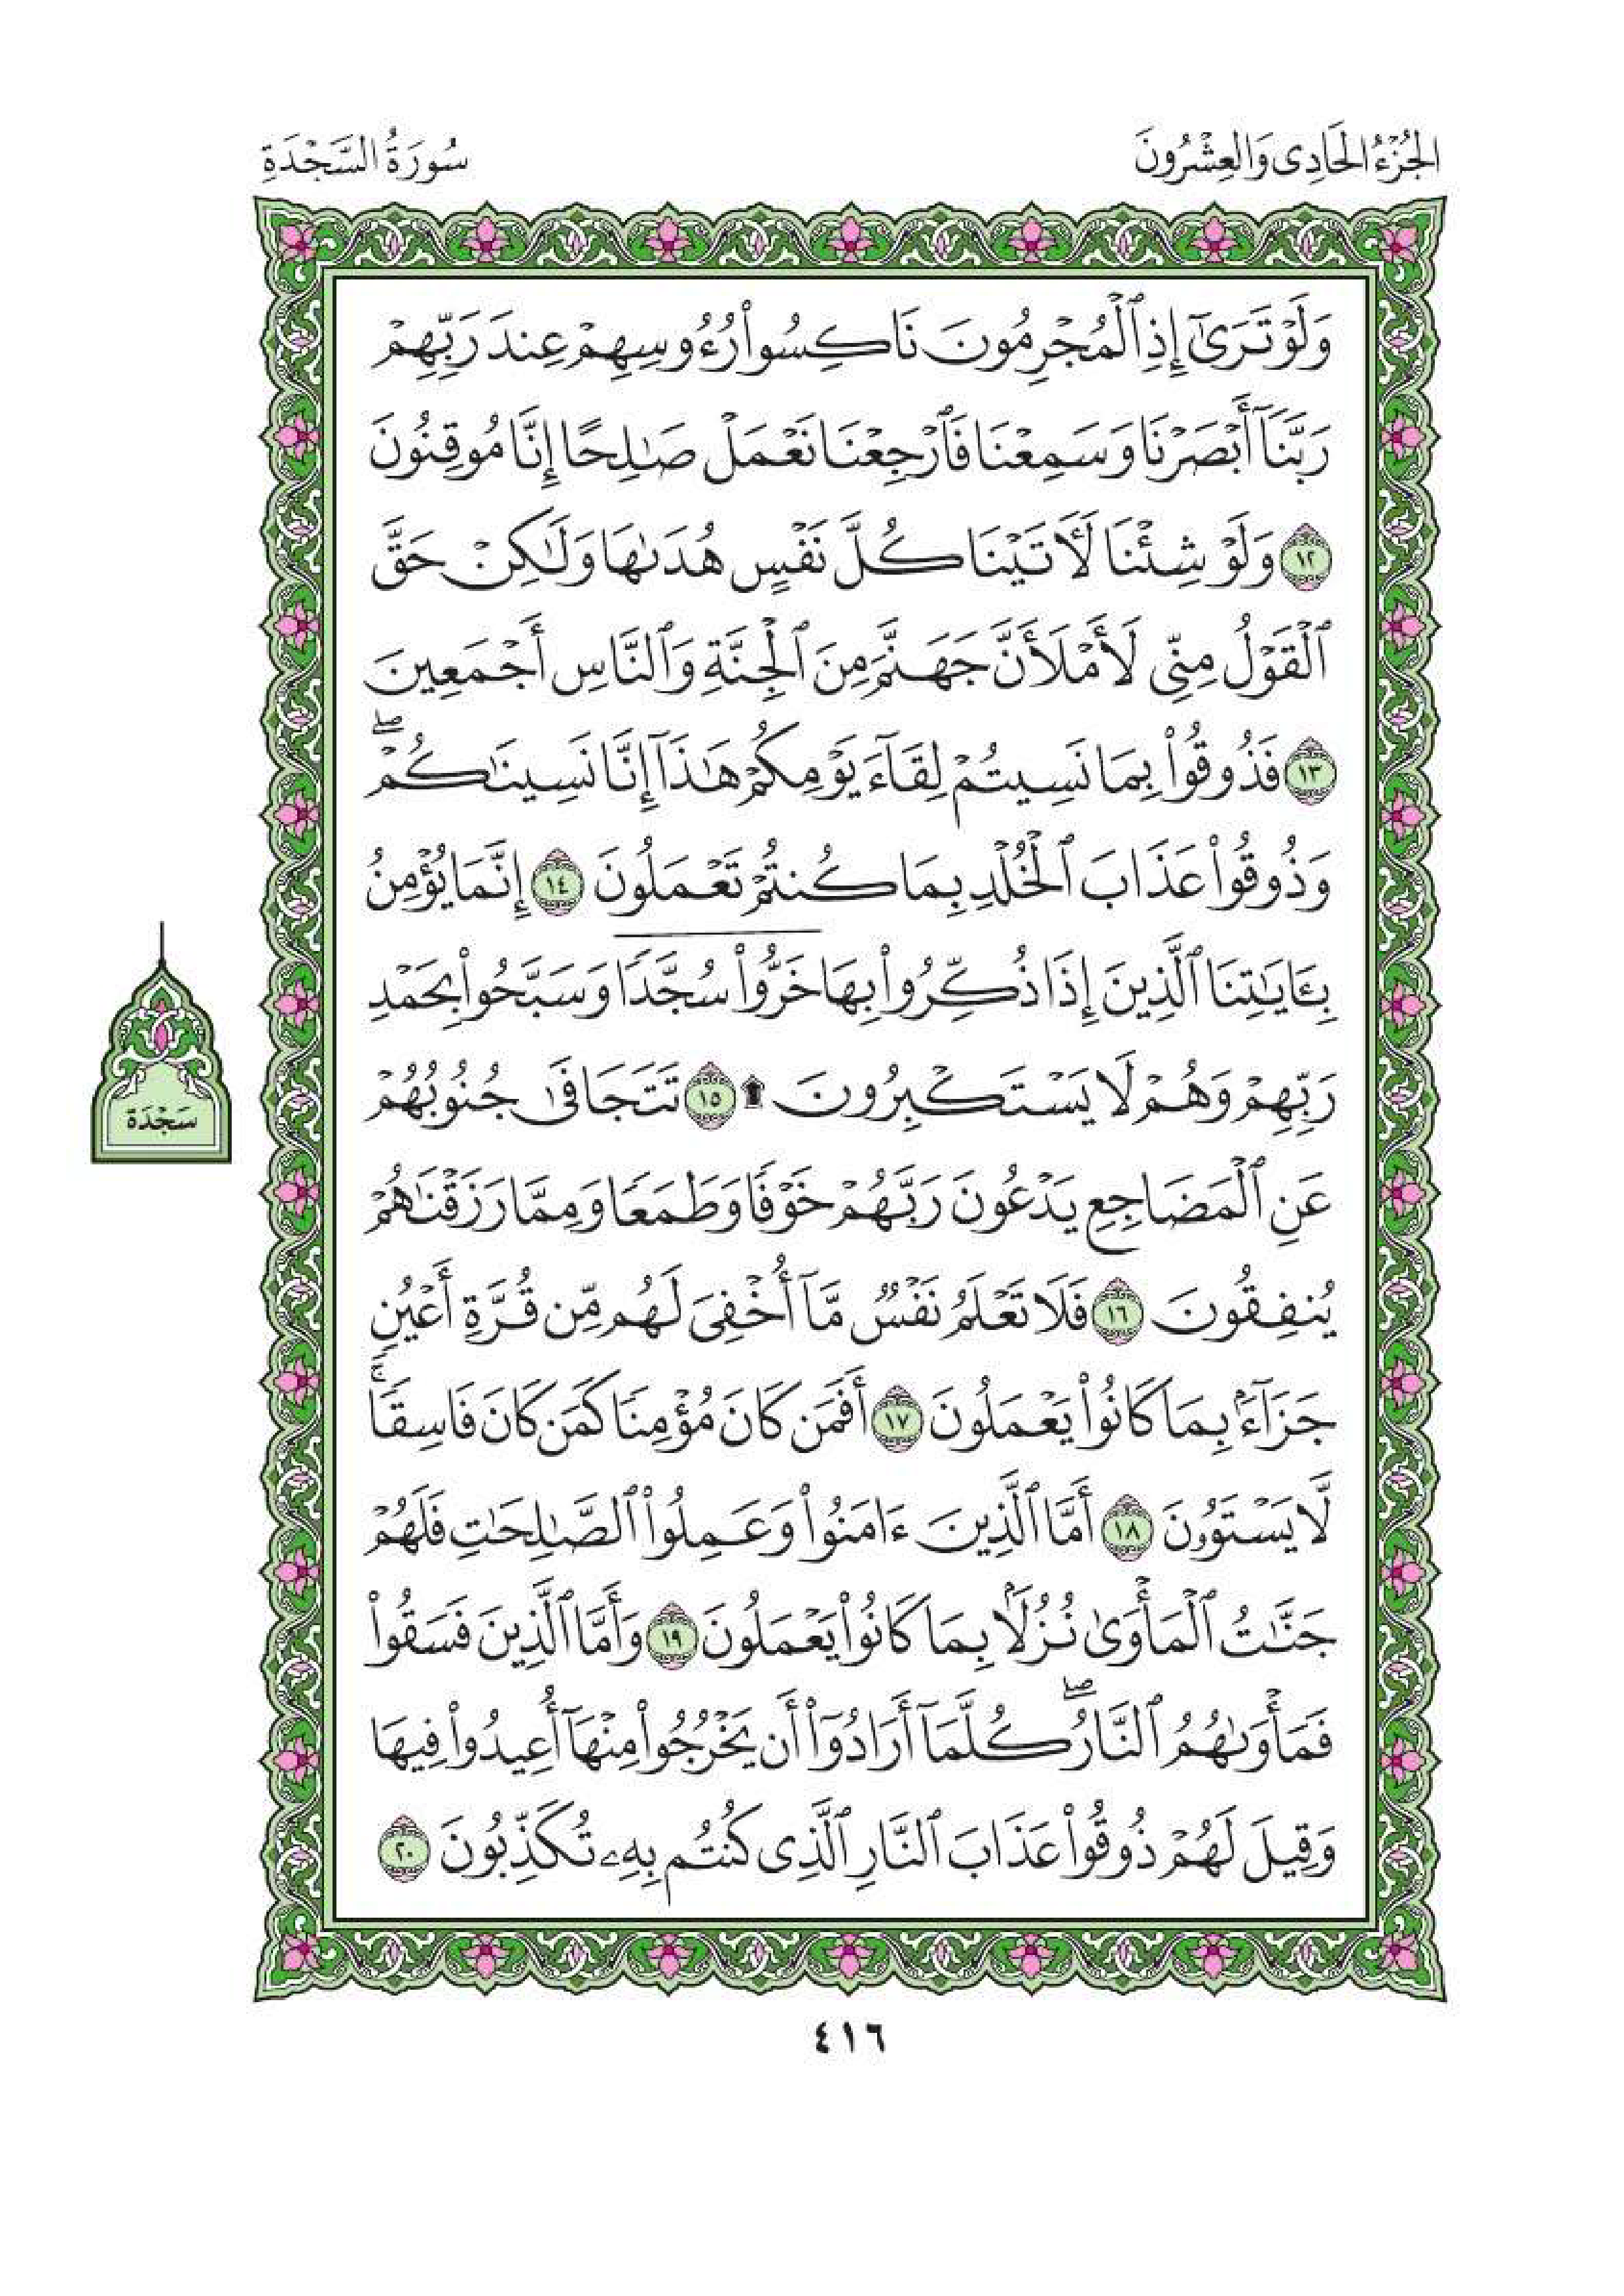 الجُزْءُ الحَادِى وَالعِشْرُونَ
سُورَةُ السَّجْدَةِ
وَلَوْ تَرَىٰٓ إِذِ ٱلْمُجْرِمُونَ نَاكِسُوا۟ رُءُوسِهِمْ عِندَ رَبِّهِمْ
رَبَّنَآ أَبْصَرْنَا وَسَمِعْنَا فَٱرْجِعْنَا نَعْمَلْ صَـٰلِحًا إِنَّا مُوقِنُونَ
١٢ وَلَوْ شِئْنَا لَـَٔاتَيْنَا كُلَّ نَفْسٍ هُدَىٰهَا وَلَـٰكِنْ حَقَّ
ٱلْقَوْلُ مِنِّى لَأَمْلَأَنَّ جَهَنَّمَ مِنَ ٱلْجِنَّةِ وَٱلنَّاسِ أَجْمَعِينَ
١٣ فَذُوقُوا۟ بِمَا نَسِيتُمْ لِقَآءَ يَوْمِكُمْ هَـٰذَآ إِنَّا نَسِينَـٰكُمْ ۖ
وَذُوقُوا۟ عَذَابَ ٱلْخُلْدِ بِمَا كُنتُمْ تَعْمَلُونَ ١٤ إِنَّمَا يُؤْمِنُ
بِـَٔايَـٰتِنَا ٱلَّذِينَ إِذَا ذُكِّرُوا۟ بِهَا خَرُّوا۟ سُجَّدًا وَسَبَّحُوا۟ بِحَمْدِ
رَبِّهِمْ وَهُمْ لَا يَسْتَكْبِرُونَ ۩ ١٥ تَتَجَافَىٰ جُنُوبُهُمْ
سَجْدَة
عَنِ ٱلْمَضَاجِعِ يَدْعُونَ رَبَّهُمْ خَوْفًا وَطَمَعًا وَمِمَّا رَزَقْنَـٰهُمْ
يُنفِقُونَ ١٦ فَلَا تَعْلَمُ نَفْسٌ مَّآ أُخْفِىَ لَهُم مِّن قُرَّةِ أَعْيُنٍ
جَزَآءًۢ بِمَا كَانُوا۟ يَعْمَلُونَ ١٧ أَفَمَن كَانَ مُؤْمِنًا كَمَن كَانَ فَاسِقًا ۚ
لَّا يَسْتَوُۥنَ ١٨ أَمَّا ٱلَّذِينَ ءَامَنُوا۟ وَعَمِلُوا۟ ٱلصَّـٰلِحَـٰتِ فَلَهُمْ
جَنَّـٰتُ ٱلْمَأْوَىٰ نُزُلًۢا بِمَا كَانُوا۟ يَعْمَلُونَ ١٩ وَأَمَّا ٱلَّذِينَ فَسَقُوا۟
فَمَأْوَىٰهُمُ ٱلنَّارُ ۖ كُلَّمَآ أَرَادُوٓا۟ أَن يَخْرُجُوا۟ مِنْهَآ أُعِيدُوا۟ فِيهَا
وَقِيلَ لَهُمْ ذُوقُوا۟ عَذَابَ ٱلنَّارِ ٱلَّذِى كُنتُم بِهِۦ تُكَذِّبُونَ ٢٠
٤١٦